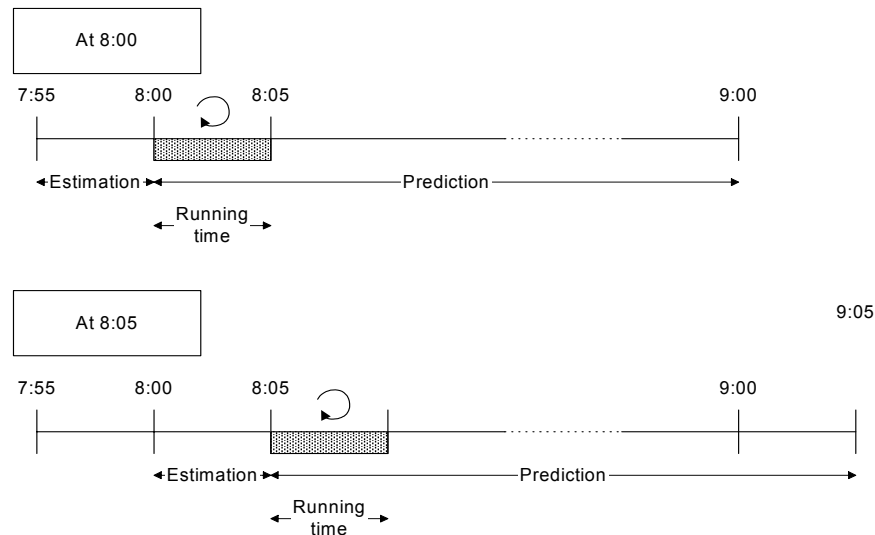 At 8:00
7:55 8:00 8:05 9:00
Estimation Prediction
Running
time
At 8:05
9:05
7:55 8:00 8:05 9:00
Estimation Prediction
Running
time